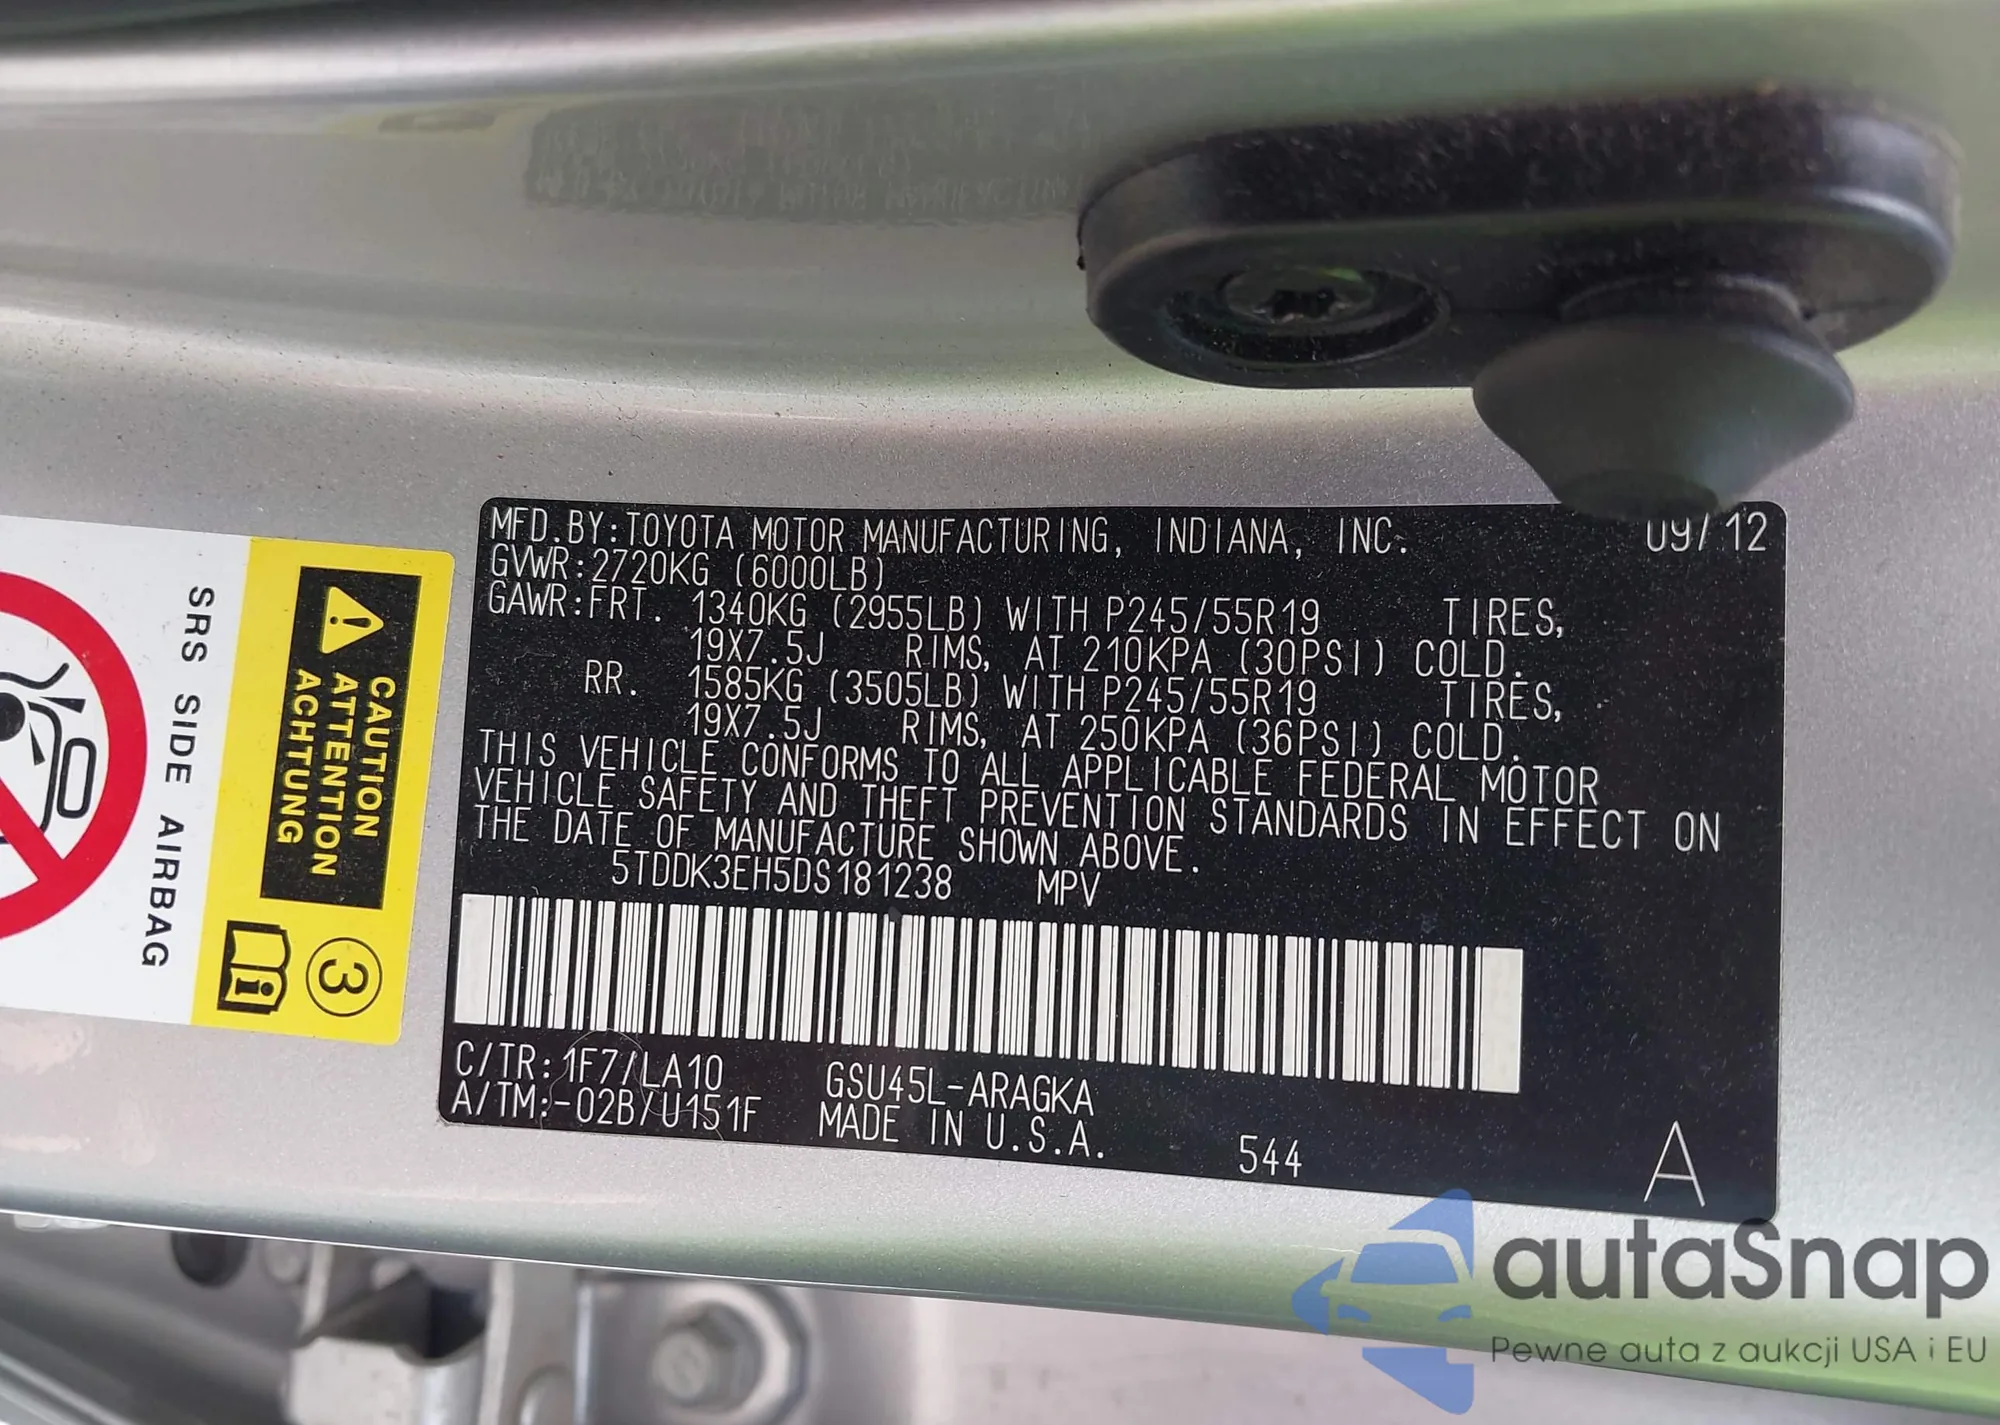 MFD.BY:TOYOTA MOTOR MANUFACTURING, INDIANA, INC. 09/12
GVWR:2720KG (6000LB)
GAWR:FRT. 1340KG (2955LB) WITH P245/55R19 TIRES,
19X7.5J RIMS, AT 210KPA (30PSI) COLD.
RR. 1585KG (3505LB) WITH P245/55R19 TIRES,
19X7.5J RIMS, AT 250KPA (36PSI) COLD.
THIS VEHICLE CONFORMS TO ALL APPLICABLE FEDERAL MOTOR
VEHICLE SAFETY AND THEFT PREVENTION STANDARDS IN EFFECT ON
THE DATE OF MANUFACTURE SHOWN ABOVE.
5TDDK3EH5DS181238 MPV
C/TR:1F7/LA10 GSU45L-ARAGKA
A/TM:-02B/U151F MADE IN U.S.A. 544 A
SRS SIDE AIRBAG
CAUTION
ATTENTION
ACHTUNG
3
autaSnap
Pewne auta z aukcji USA i EU